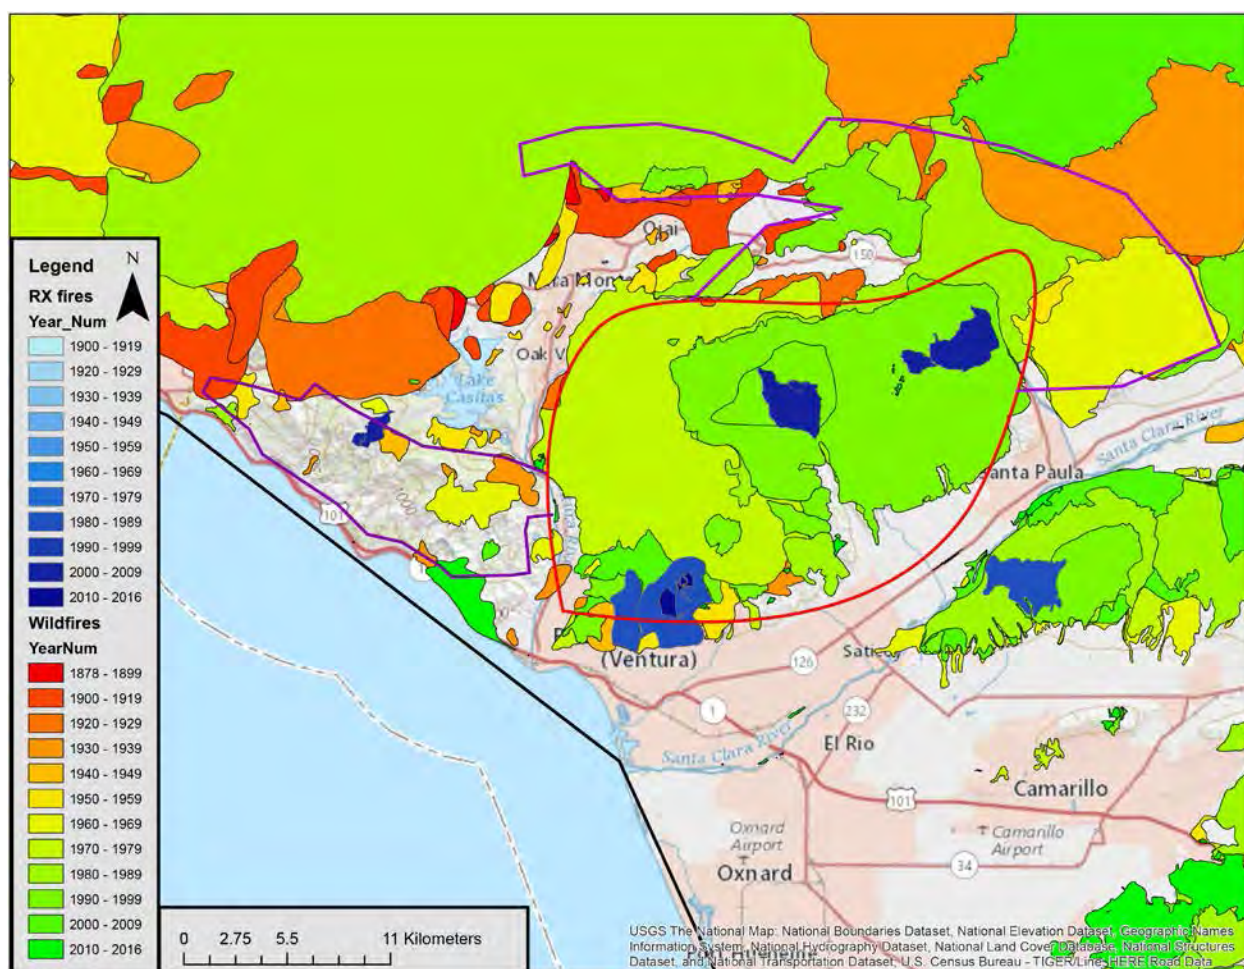 Ojai
150
Oak V
Lake
Casitas
1000
101
Santa Clara River
Santa Paula
(Ventura)
126
1
232
Santa Clara River
El Rio
Camarillo
101
Oxnard
Airport
Camarillo
Airport
34
Oxnard
Legend
N
RX fires
Year_Num
1900 - 1919
1920 - 1929
1930 - 1939
1940 - 1949
1950 - 1959
1960 - 1969
1970 - 1979
1980 - 1989
1990 - 1999
2000 - 2009
2010 - 2016
Wildfires
YearNum
1878 - 1899
1900 - 1919
1920 - 1929
1930 - 1939
1940 - 1949
1950 - 1959
1960 - 1969
1970 - 1979
1980 - 1989
1990 - 1999
2000 - 2009
2010 - 2016
0 2.75 5.5 11 Kilometers
USGS The National Map: National Boundaries Dataset, National Elevation Dataset, Geographic Names
Information System, National Hydrography Dataset, National Land Cover Database, National Structures
Dataset, and National Transportation Dataset; U.S. Census Bureau - TIGER/Line; HERE Road Data